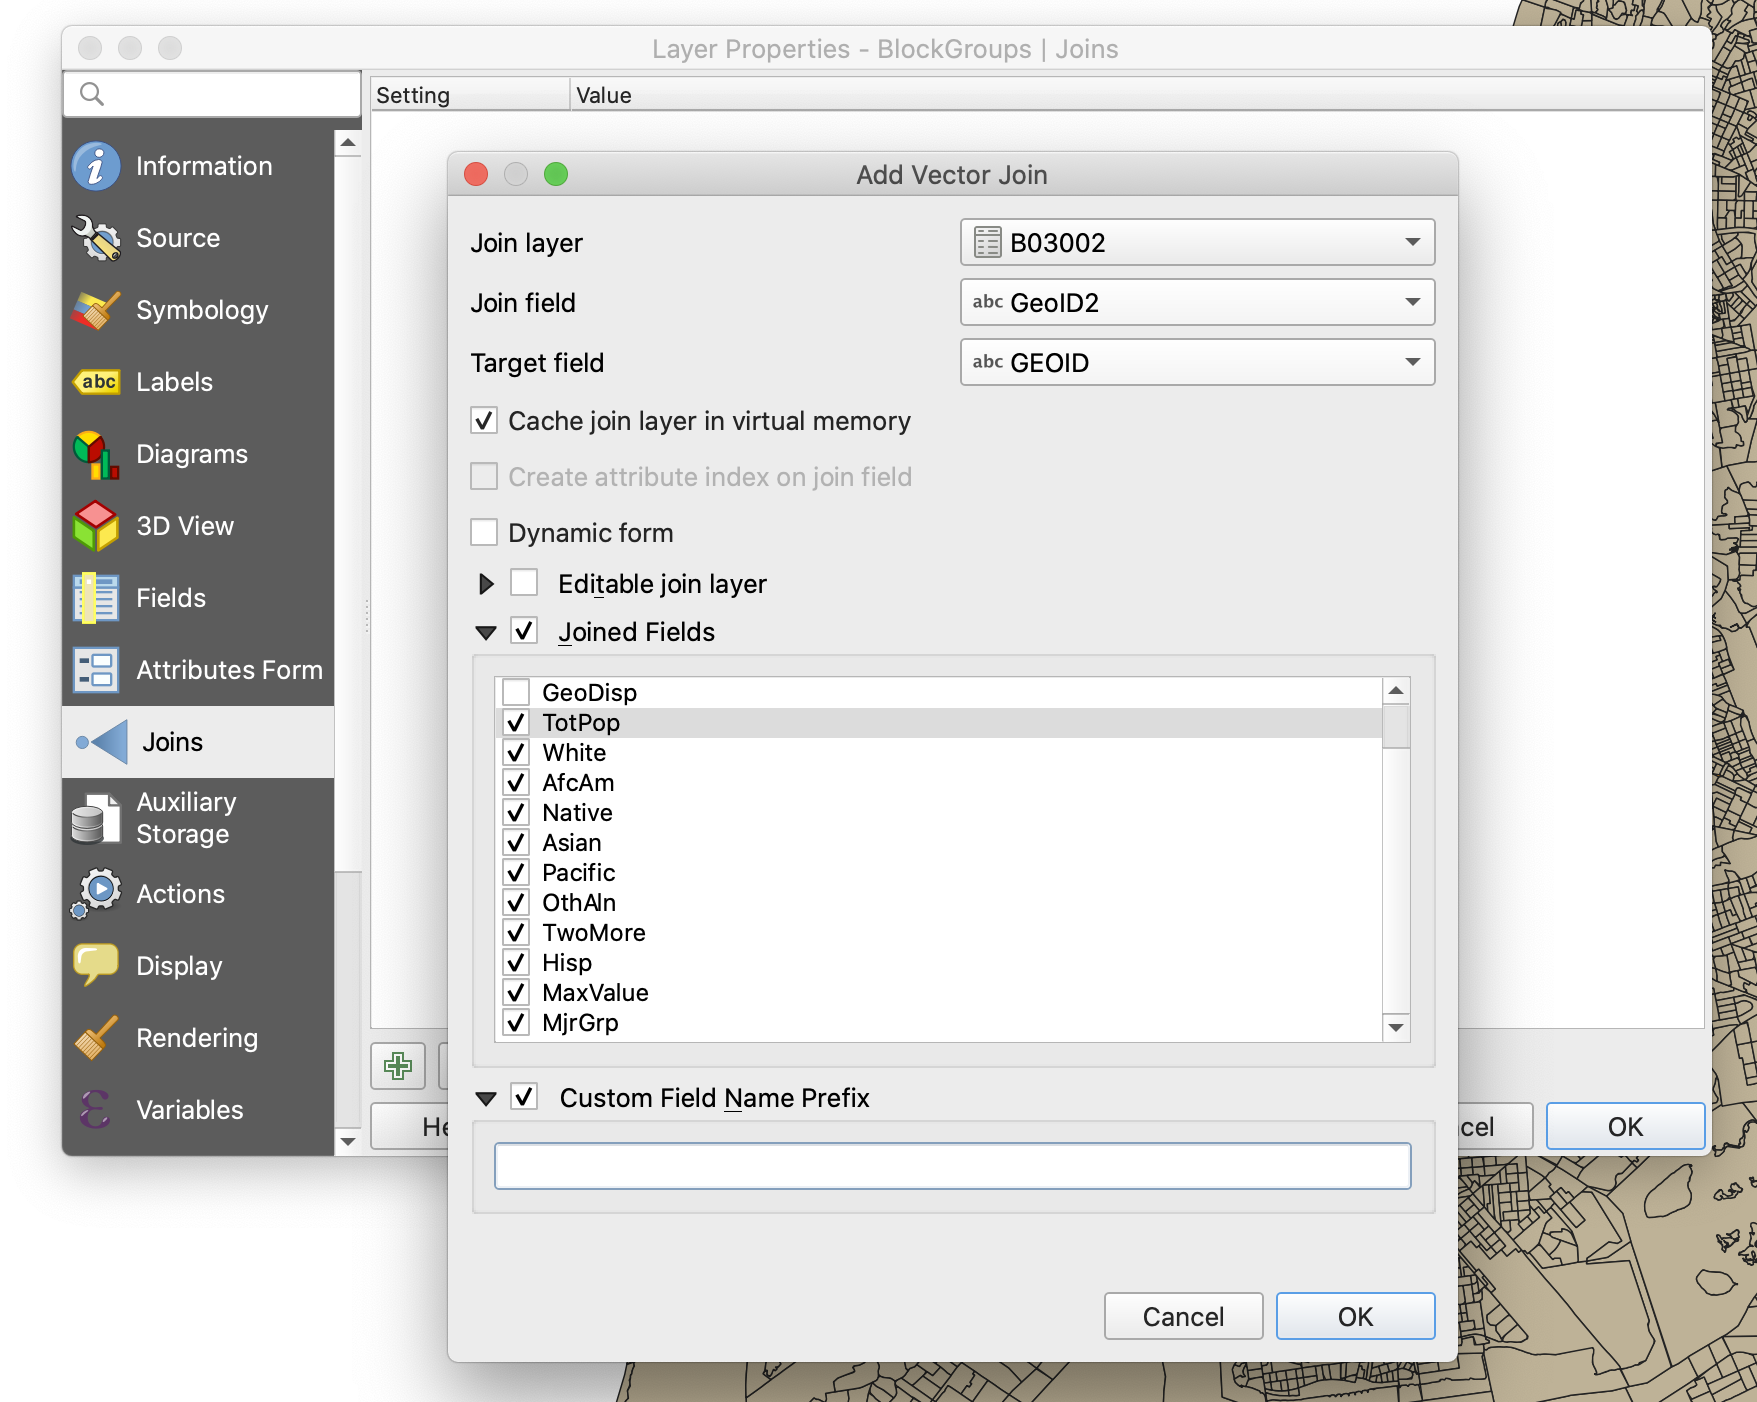 Layer Properties - BlockGroups | Joins
Setting
Value
Information
Source
Symbology
abc
Labels
Diagrams
3D View
Fields
Attributes Form
Joins
Auxiliary
Storage
Actions
Display
Rendering
Variables
Add Vector Join
Join layer
B03002
Join field
abc GeoID2
Target field
abc GEOID
Cache join layer in virtual memory
Create attribute index on join field
Dynamic form
Editable join layer
Joined Fields
GeoDisp
TotPop
White
AfcAm
Native
Asian
Pacific
OthAln
TwoMore
Hisp
MaxValue
MjrGrp
Custom Field Name Prefix
Cancel
OK
He
cel
OK